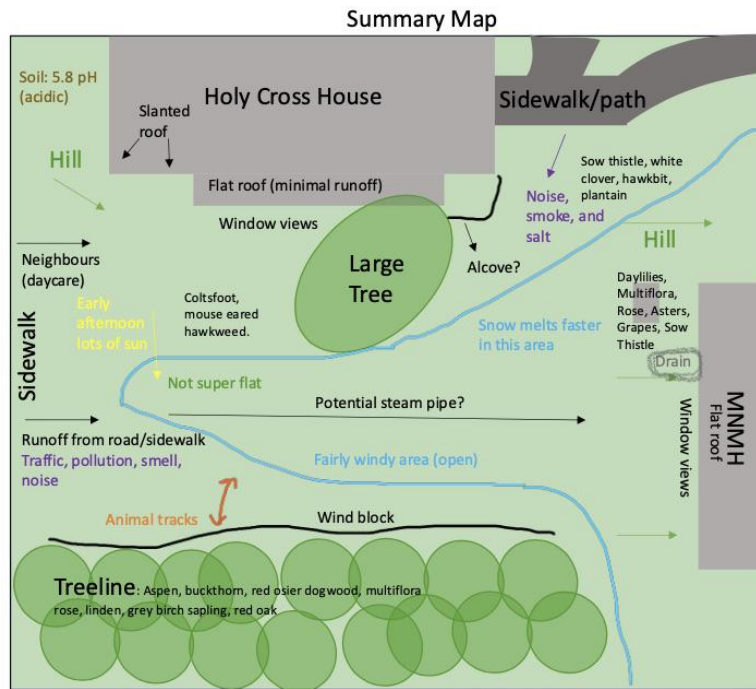 Summary Map
Soil: 5.8 pH
(acidic)
Holy Cross House
Sidewalk/path
Slanted
roof
Hill
Flat roof (minimal runoff)
Sow thistle, white
clover, hawkbit,
plantain
Noise,
smoke, and
salt
Window views
Hill
Neighbours
(daycare)
Large
Tree
Alcove?
Daylilies,
Multiflora,
Rose, Asters,
Grapes, Sow
Thistle
Early
afternoon
lots of sun
Coltsfoot,
mouse eared
hawkweed.
Snow melts faster
in this area
Sidewalk
Drain
Not super flat
Potential steam pipe?
MNMH
Flat roof
Window views
Runoff from road/sidewalk
Traffic, pollution, smell,
noise
Fairly windy area (open)
Animal tracks
Wind block
Treeline: Aspen, buckthorn, red osier dogwood, multiflora
rose, linden, grey birch sapling, red oak